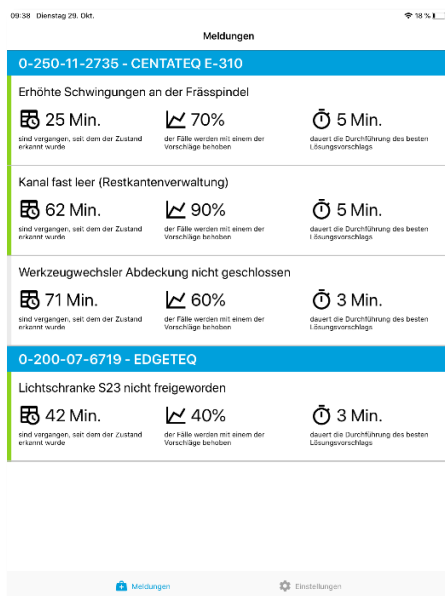 09:38 Dienstag 29. Okt.
18 %
Meldungen
0-250-11-2735 - CENTATEQ E-310
Erhöhte Schwingungen an der Frässpindel
25 Min.
70%
5 Min.
sind vergangen, seit dem der Zustand
erkannt wurde
der Fälle werden mit einem der
Vorschläge behoben
dauert die Durchführung des besten
Lösungsvorschlags
Kanal fast leer (Restkantenverwaltung)
62 Min.
90%
5 Min.
sind vergangen, seit dem der Zustand
erkannt wurde
der Fälle werden mit einem der
Vorschläge behoben
dauert die Durchführung des besten
Lösungsvorschlags
Werkzeugwechsler Abdeckung nicht geschlossen
71 Min.
60%
3 Min.
sind vergangen, seit dem der Zustand
erkannt wurde
der Fälle werden mit einem der
Vorschläge behoben
dauert die Durchführung des besten
Lösungsvorschlags
0-200-07-6719 - EDGETEQ
Lichtschranke S23 nicht freigeworden
42 Min.
40%
3 Min.
sind vergangen, seit dem der Zustand
erkannt wurde
der Fälle werden mit einem der
Vorschläge behoben
dauert die Durchführung des besten
Lösungsvorschlags
Meldungen
Einstellungen